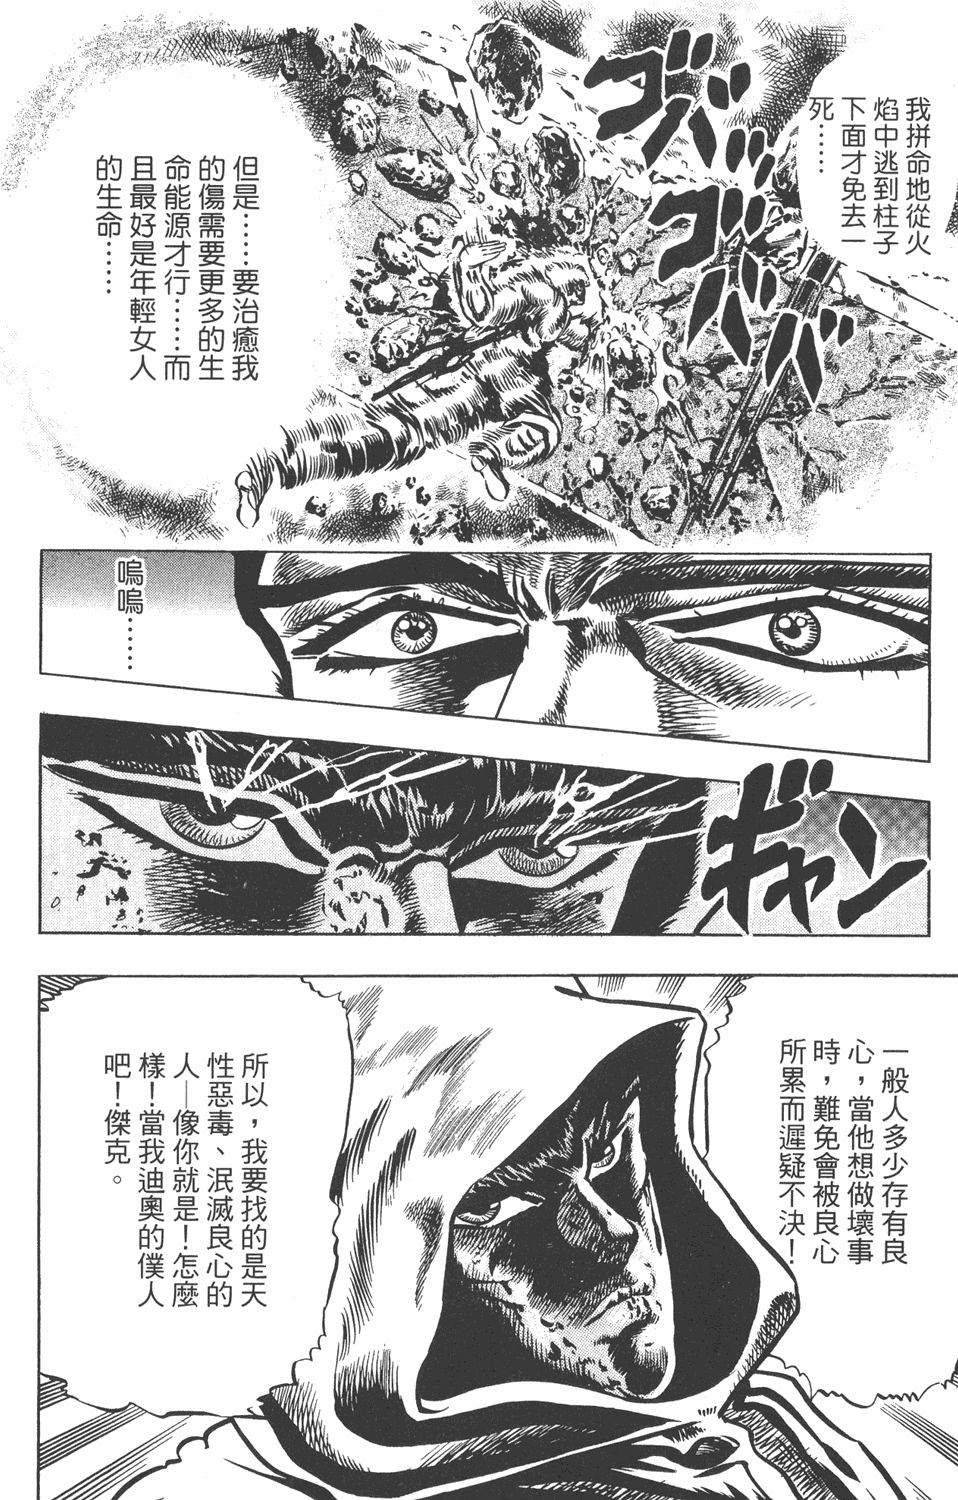 我拼命地從火
焰中逃到柱子
下面才免去一
死……
ゴバッゴバババ
但是……要治癒我
的傷需要更多的生
命能源才行……而
且最好是年輕女人
的生命……
嗚嗚……
ギャン
一般人多少存有良
心，當他想做壞事
時，難免會被良心
所累而遲疑不決！
所以，我要找的是天
性惡毒、泯滅良心的
人—像你就是！怎麼
樣！當我迪奧的僕人
吧！傑克。